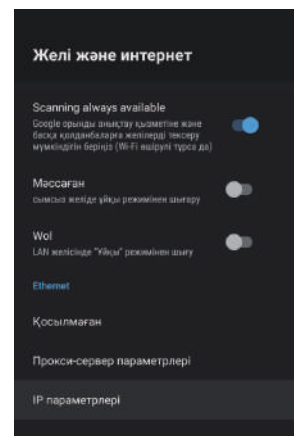 Желі және интернет
Scanning always available
Google орынды анықтау қызметіне және
басқа қолданбаларға желілерді тексеру
мүмкіндігін беріңіз (Wi-Fi өшірулі тұрса да)
Массаған
сымсыз желіде ұйқы режимінен шығару
Wol
LAN желісінде "Ұйқы" режимінен шығу
Ethernet
Қосылмаған
Прокси-сервер параметрлері
IP параметрлері